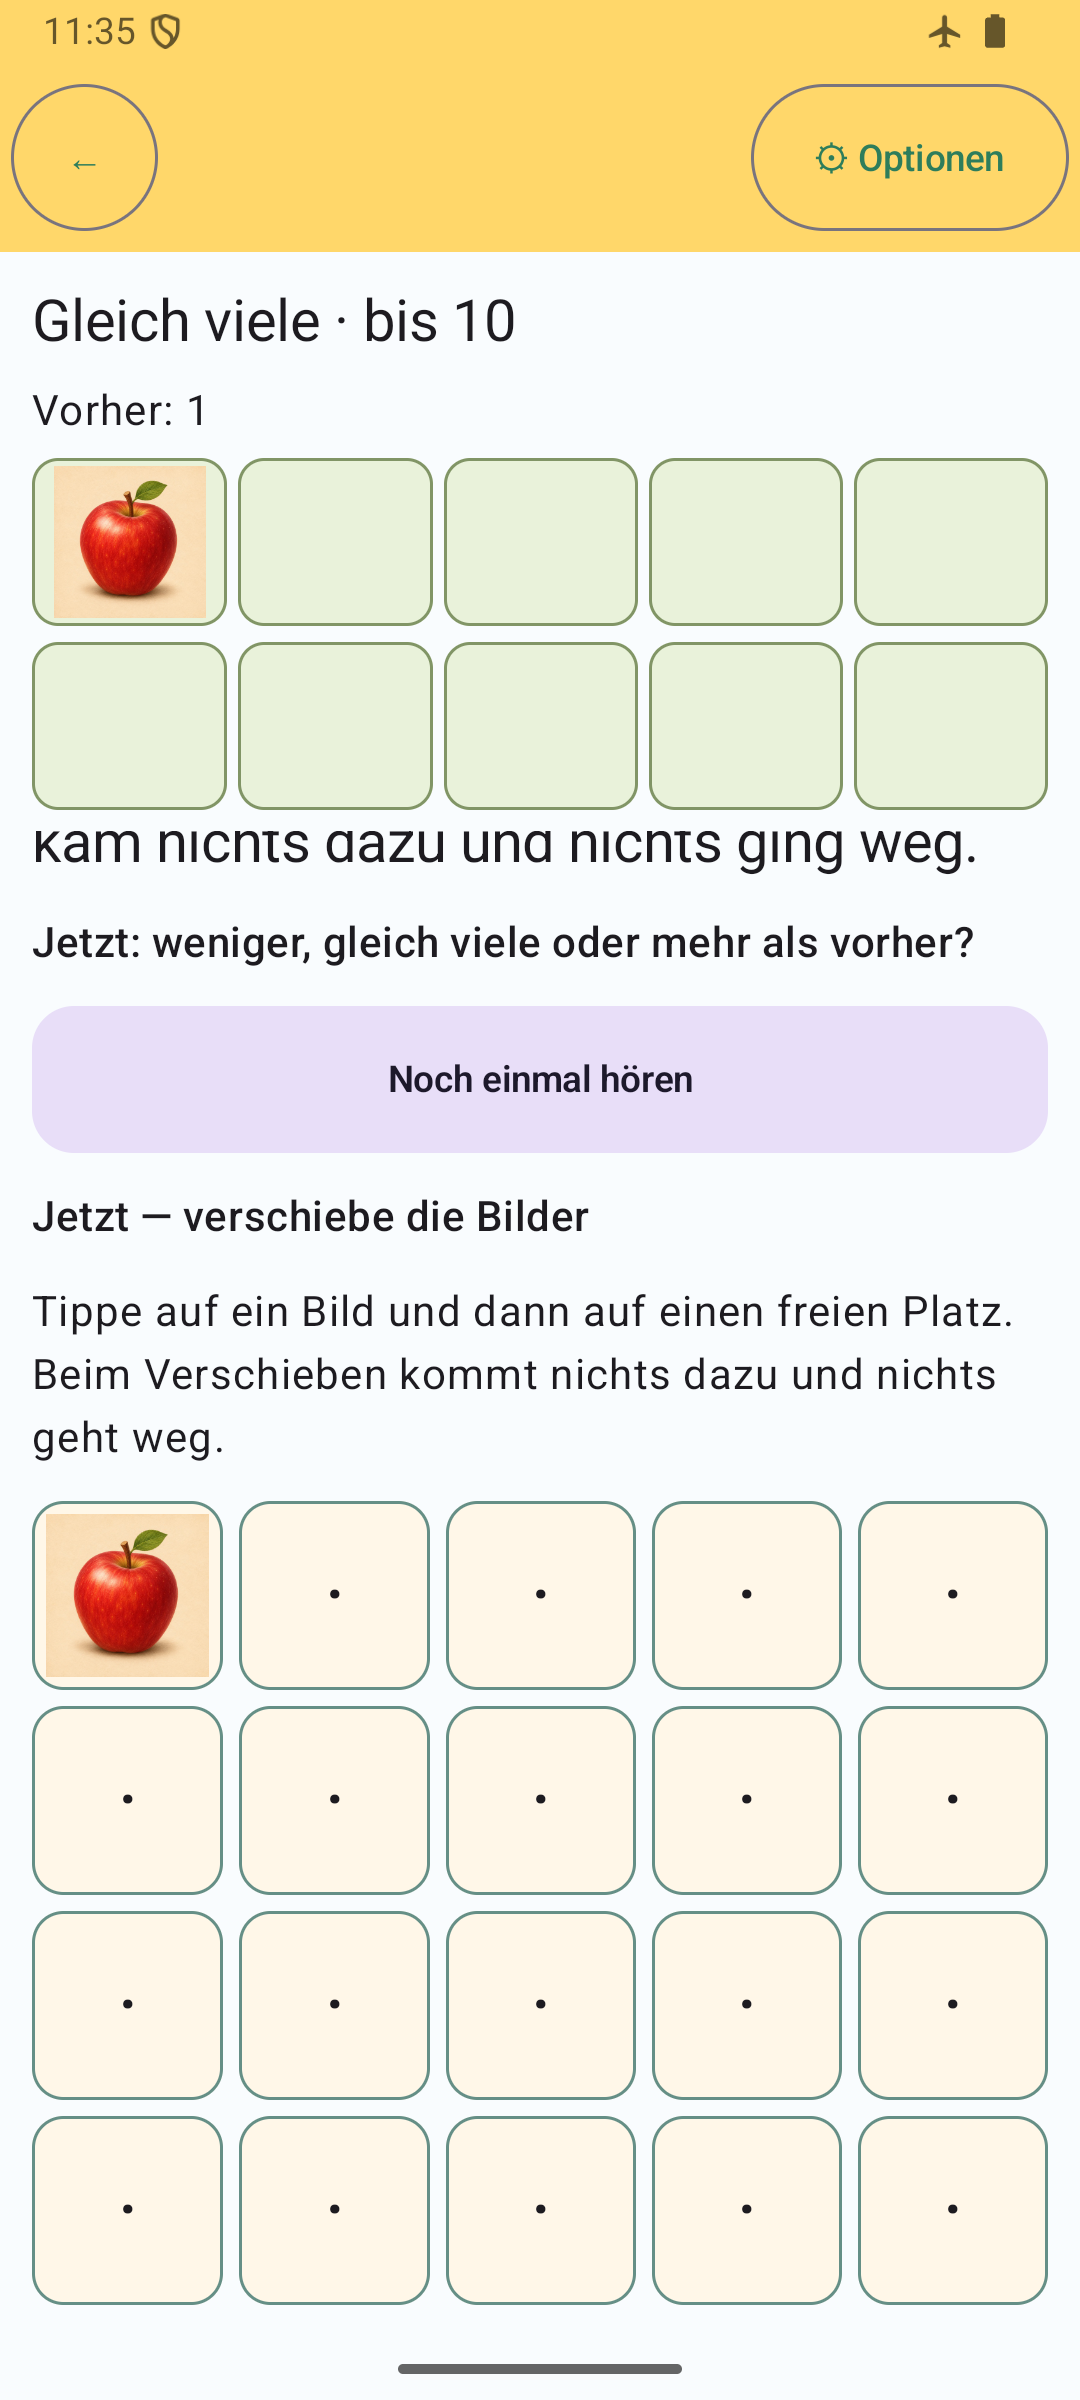 11:35
←
Optionen
Gleich viele · bis 10
Vorher: 1
kam nichts dazu und nichts ging weg.
Jetzt: weniger, gleich viele oder mehr als vorher?
Noch einmal hören
Jetzt — verschiebe die Bilder
Tippe auf ein Bild und dann auf einen freien Platz.
Beim Verschieben kommt nichts dazu und nichts
geht weg.